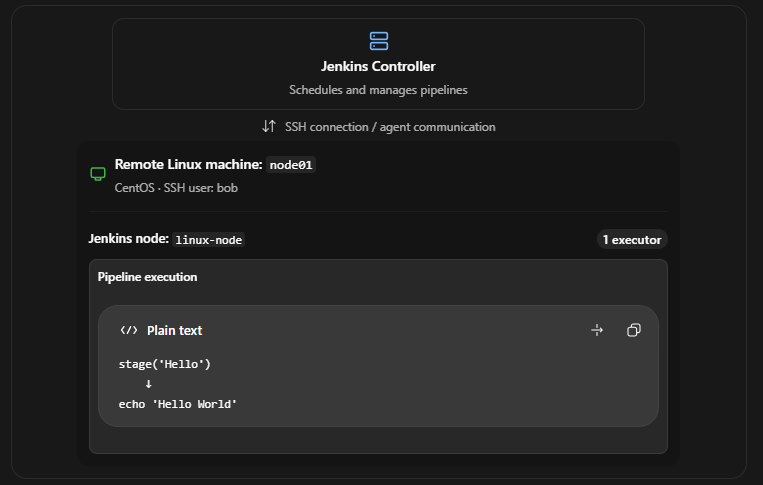 Jenkins Controller
Schedules and manages pipelines
SSH connection / agent communication
Remote Linux machine: node01
CentOS · SSH user: bob
Jenkins node: linux-node
1 executor
Pipeline execution
Plain text
stage('Hello')
↓
echo 'Hello World'